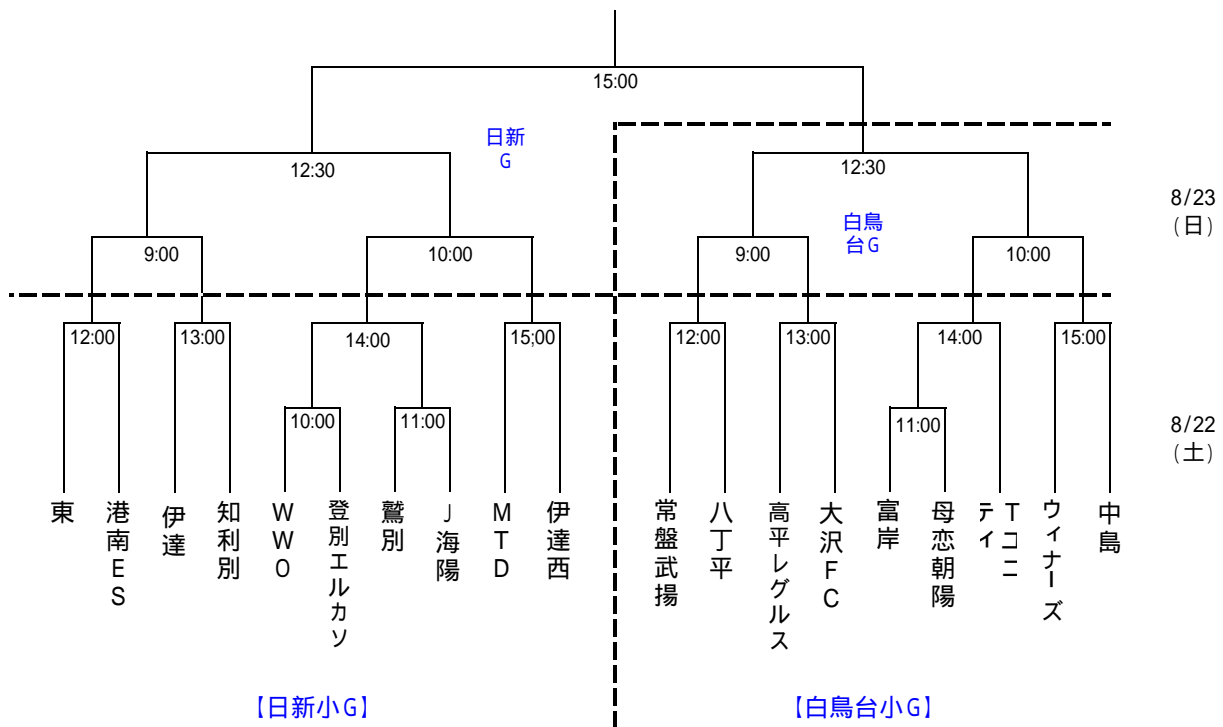 15:00
日新
G
12:30
12:30
8/23
(日)
白鳥
台G
9:00
10:00
9:00
10:00
12:00
13:00
14:00
15;00
12:00
13:00
14:00
15:00
10:00
11:00
11:00
8/22
(土)
東
港南ES
伊達
知利別
WWO
登別エルカソ
鷲別
J海陽
MTD
伊達西
常盤武揚
八丁平
高平レグルス
大沢FC
富岸
母恋朝陽
Tコニ
ティ
ウィナーズ
中島
【日新小G】
【白鳥台小G】